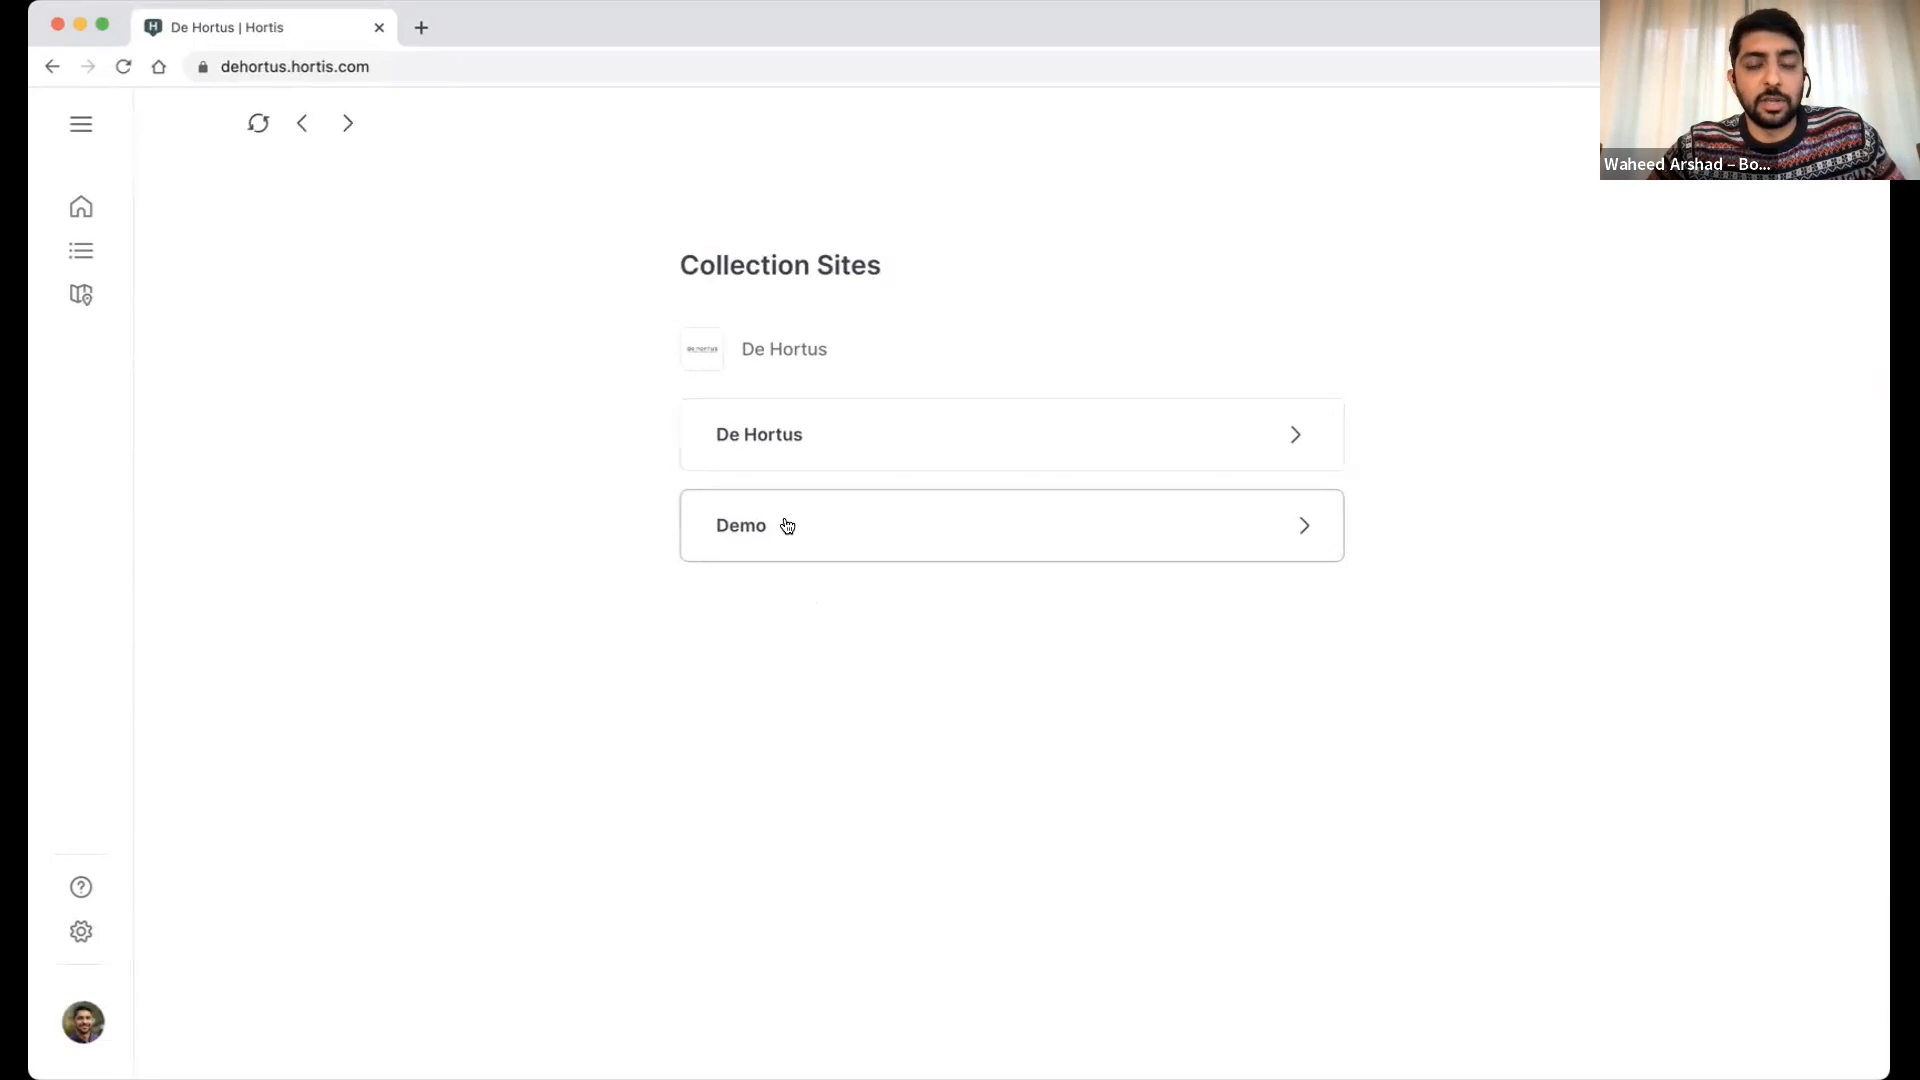 De Hortus | Hortis
dehortus.hortis.com
Waheed Arshad – Bo...
Collection Sites
De Hortus
De Hortus
Demo